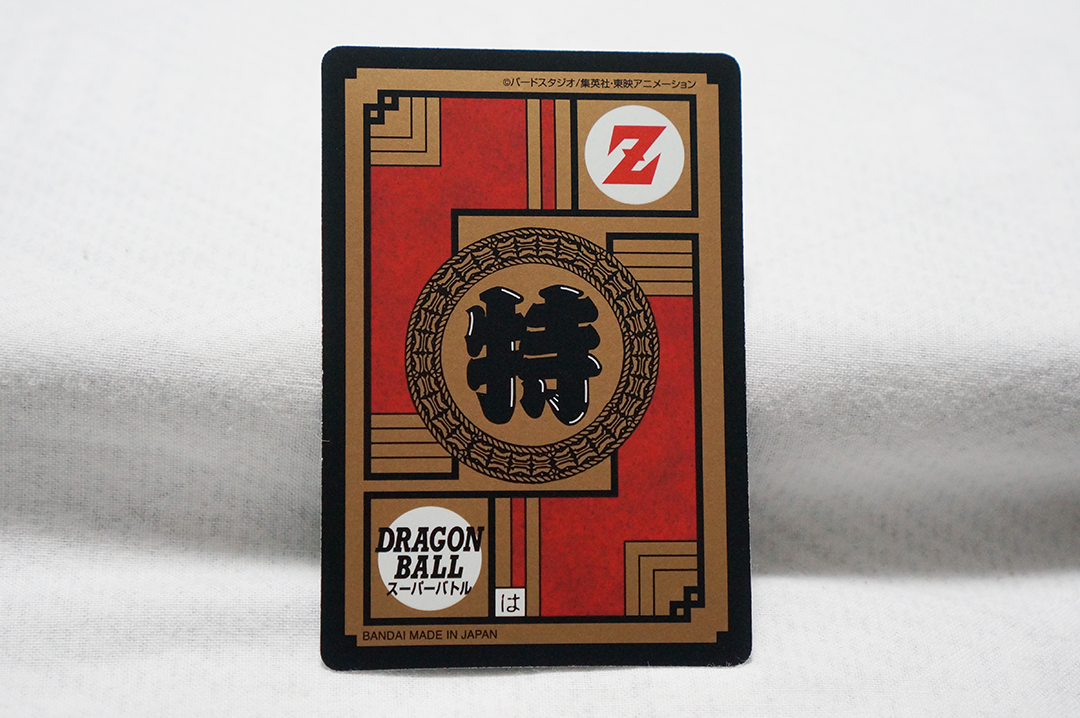 ©バードスタジオ/集英社・東映アニメーション
Z
特
DRAGON
BALL
スーパーバトル
は
BANDAI MADE IN JAPAN